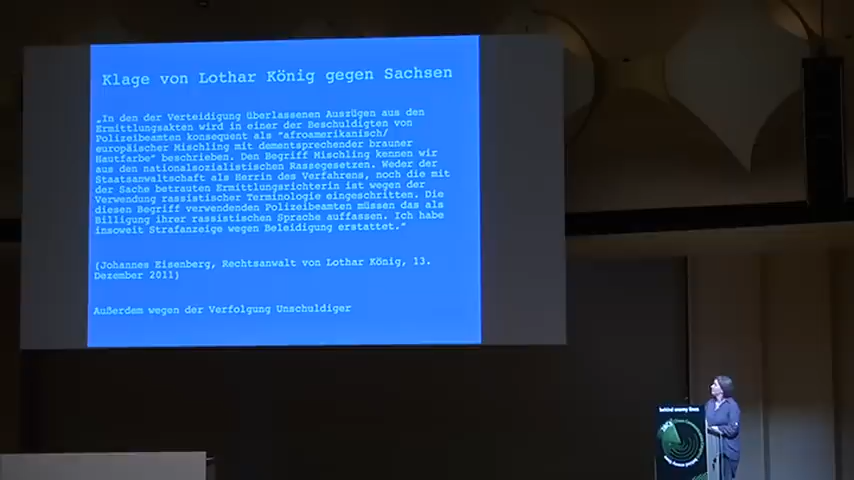 Klage von Lothar König gegen Sachsen
„In den der Verteidigung überlassenen Auszügen aus den
Ermittlungsakten wird in einer der Beschuldigten von
Polizeibeamten konsequent als "afroamerikanisch/
europäischer Mischling mit dementsprechender brauner
Hautfarbe" beschrieben. Den Begriff Mischling kennen wir
aus den nationalsozialistischen Rassegesetzen. Weder der
Staatsanwaltschaft als Herrin des Verfahrens, noch die mit
der Sache betrauten Ermittlungsrichterin ist wegen der
Verwendung rassistischer Terminologie eingeschritten. Die
diesen Begriff verwendenden Polizeibeamten müssen das als
Billigung ihrer rassistischen Sprache auffassen. Ich habe
insoweit Strafanzeige wegen Beleidigung erstattet."
(Johannes Eisenberg, Rechtsanwalt von Lothar König, 13.
Dezember 2011)
Außerdem wegen der Verfolgung Unschuldiger
behind enemy lines